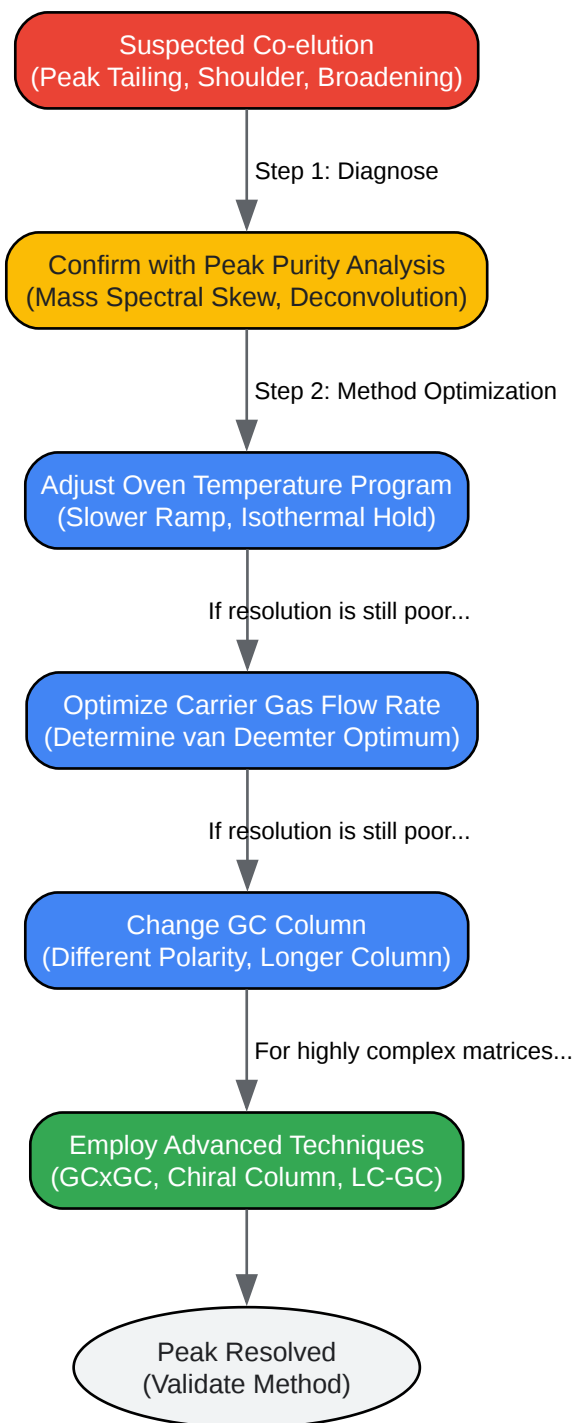 Suspected Co-elution
(Peak Tailing, Shoulder, Broadening)
Step 1: Diagnose
Confirm with Peak Purity Analysis
(Mass Spectral Skew, Deconvolution)
Step 2: Method Optimization
Adjust Oven Temperature Program
(Slower Ramp, Isothermal Hold)
If resolution is still poor...
Optimize Carrier Gas Flow Rate
(Determine van Deemter Optimum)
If resolution is still poor...
Change GC Column
(Different Polarity, Longer Column)
For highly complex matrices...
Employ Advanced Techniques
(GCxGC, Chiral Column, LC-GC)
Peak Resolved
(Validate Method)